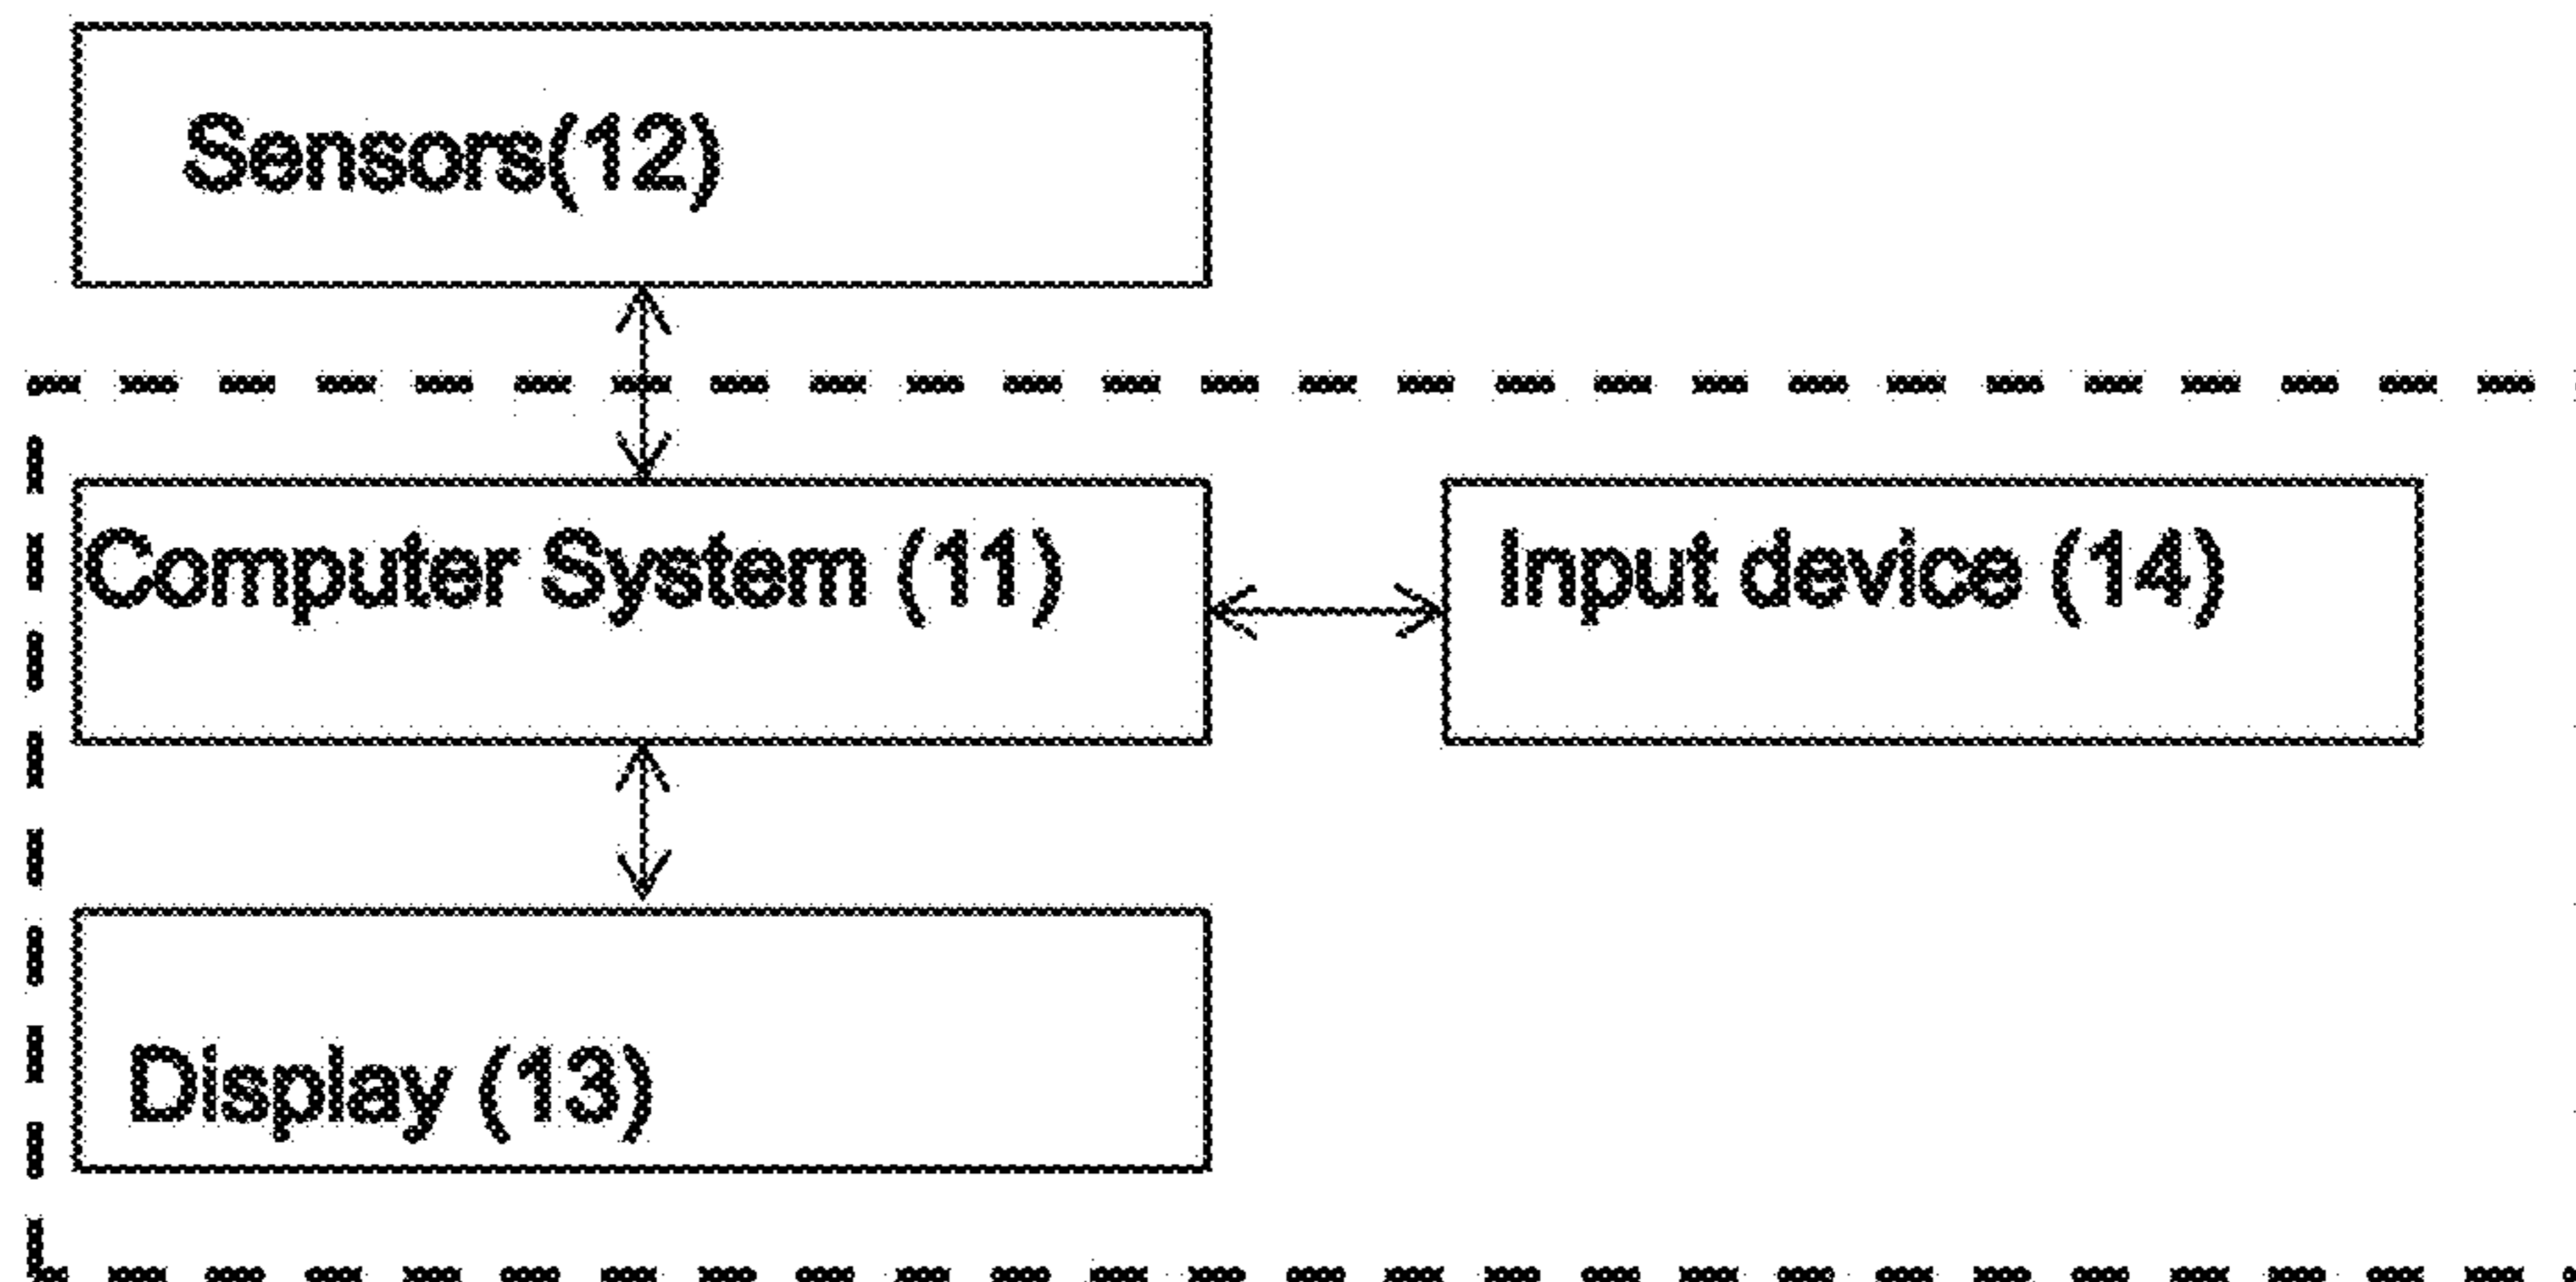 Sensors(12)
Computer System (11)
Input device (14)
Display (13)